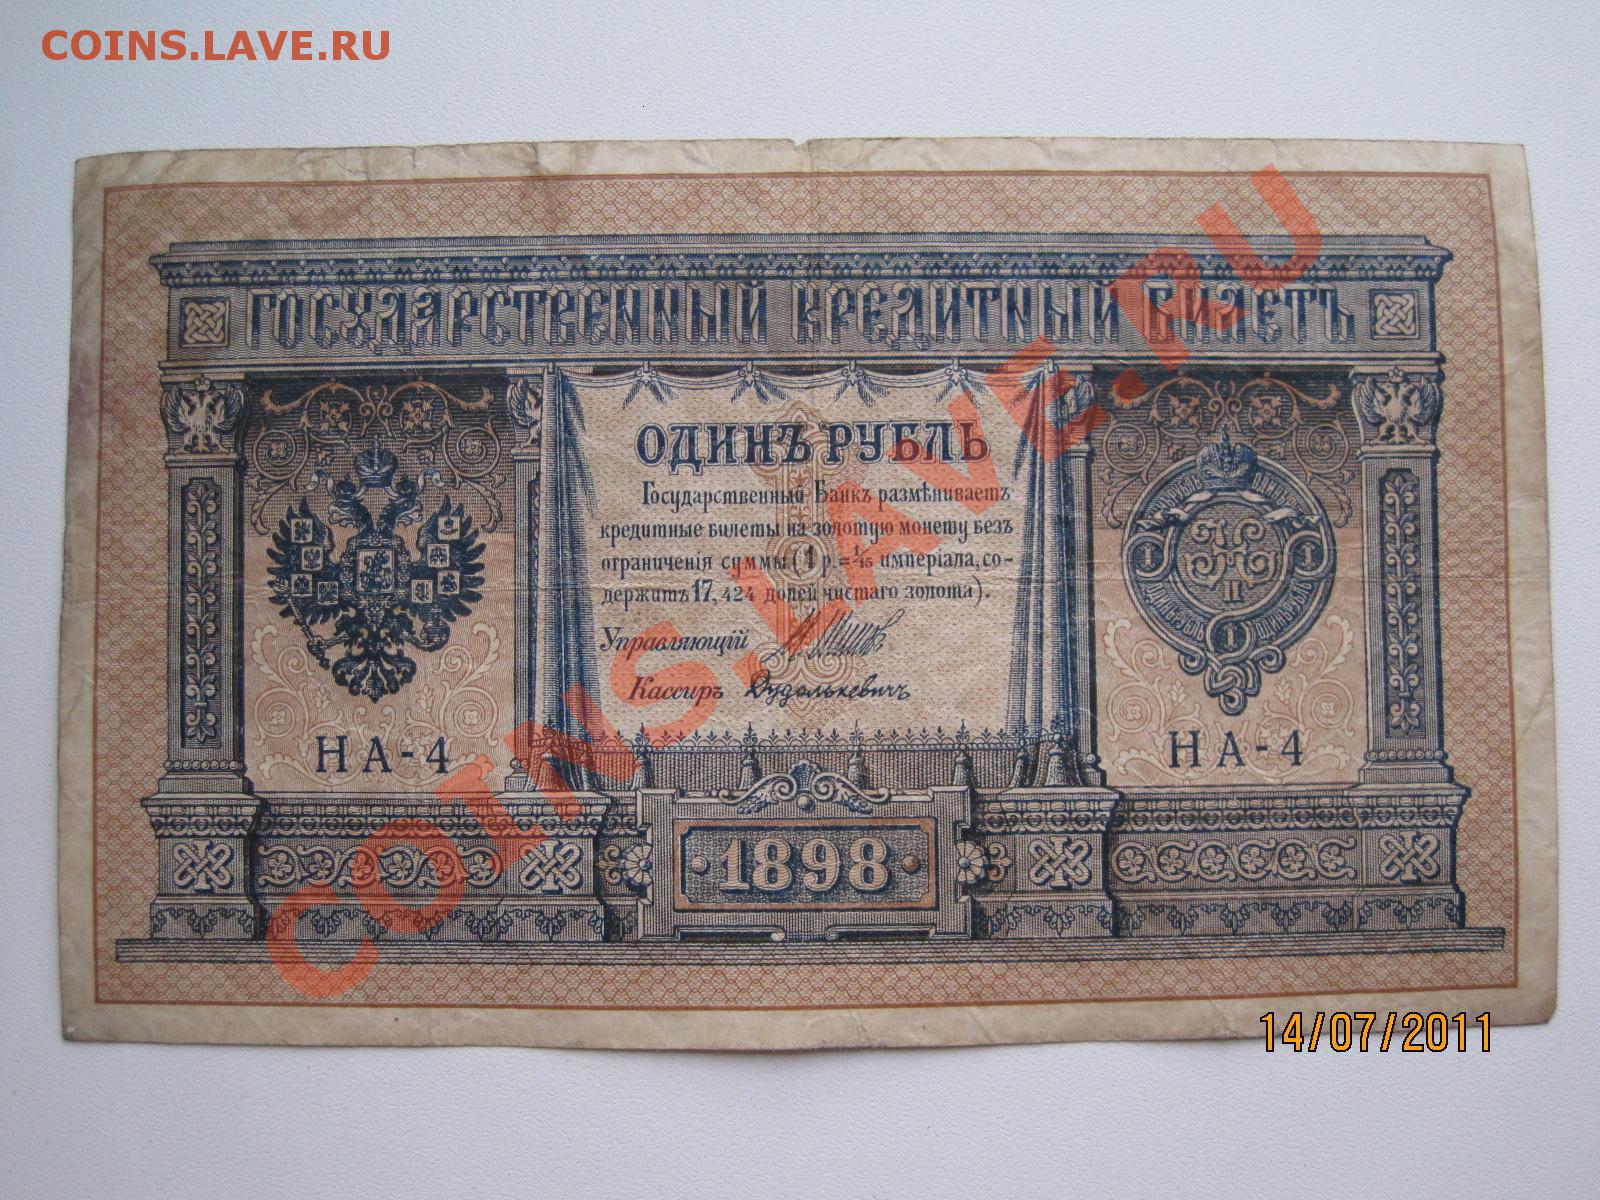 COINS.LAVE.RU
ГОСУДАРСТВЕННЫЙ КРЕДИТНЫЙ БИЛЕТЪ
ОДИНЪ РУБЛЬ
Государственный Банкъ размѣниваетъ
кредитные билеты на золотую монету безъ
ограниченія суммы (1 р. = 1/15 имперіала, со-
держитъ 17,424 долей чистаго золота).
Управляющій
Кассиръ
НА-4
НА-4
1898
COINS.LAVE.RU
14/07/2011